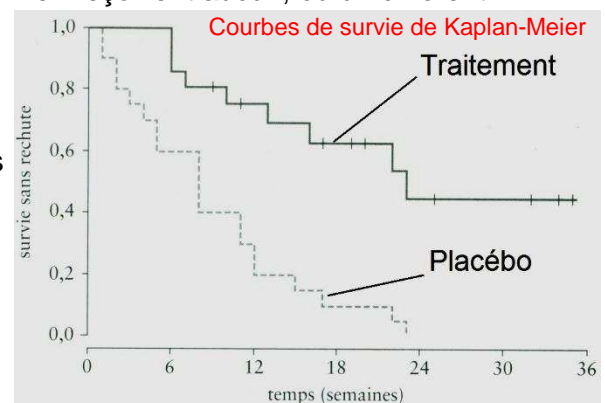 Courbes de survie de Kaplan-Meier
1,0
0,8
0,6
0,4
0,2
0,0
survie sans rechute
Traitement
Placébo
0 6 12 18 24 30 36
temps (semaines)